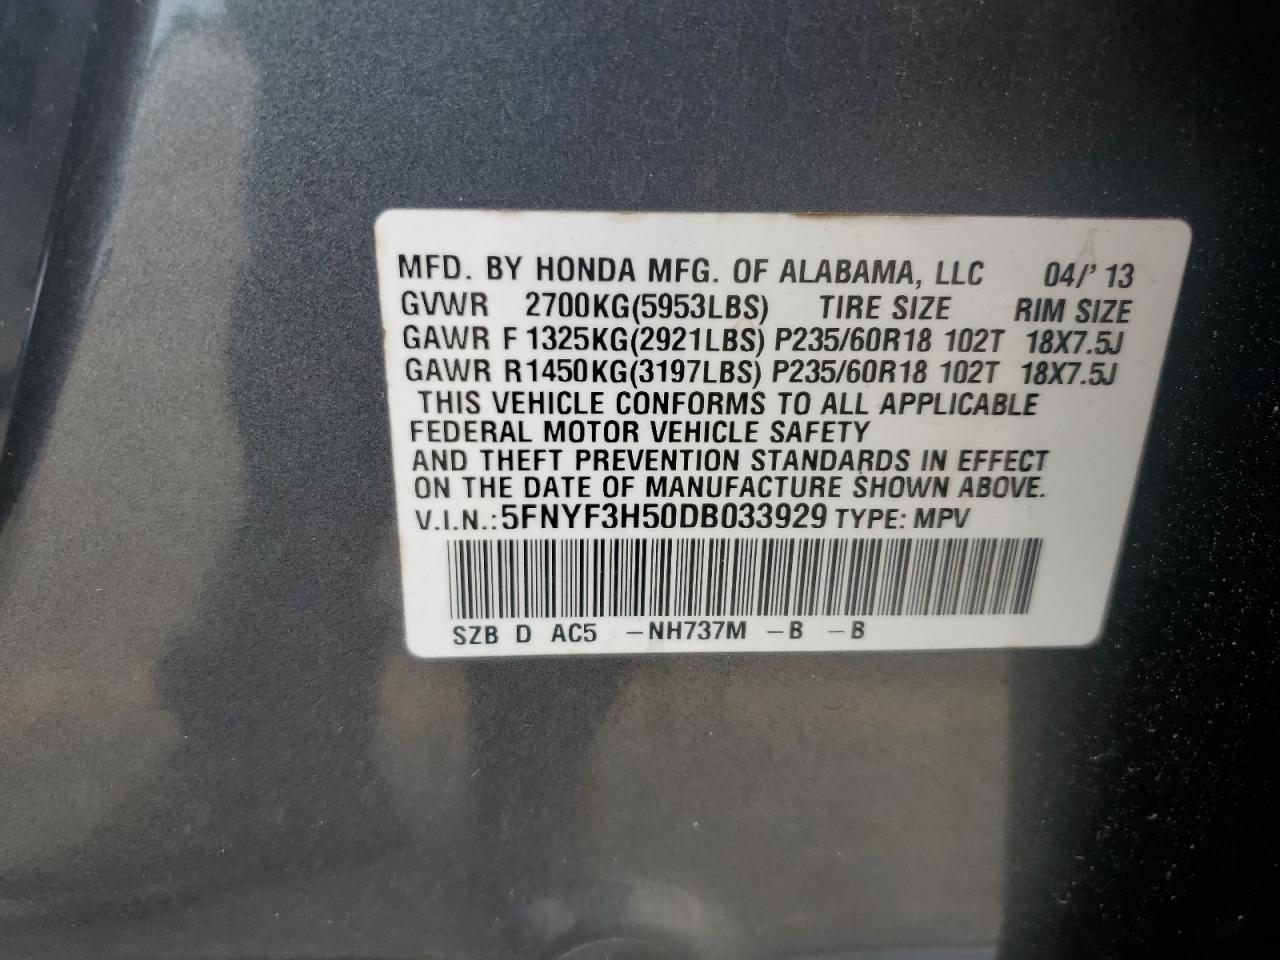 MFD. BY HONDA MFG. OF ALABAMA, LLC 04/' 13
GVWR 2700KG(5953LBS) TIRE SIZE RIM SIZE
GAWR F 1325KG(2921LBS) P235/60R18 102T 18X7.5J
GAWR R1450KG(3197LBS) P235/60R18 102T 18X7.5J
THIS VEHICLE CONFORMS TO ALL APPLICABLE
FEDERAL MOTOR VEHICLE SAFETY
AND THEFT PREVENTION STANDARDS IN EFFECT
ON THE DATE OF MANUFACTURE SHOWN ABOVE.
V.I.N.:5FNYF3H50DB033929 TYPE: MPV
SZB D AC5 -NH737M -B -B